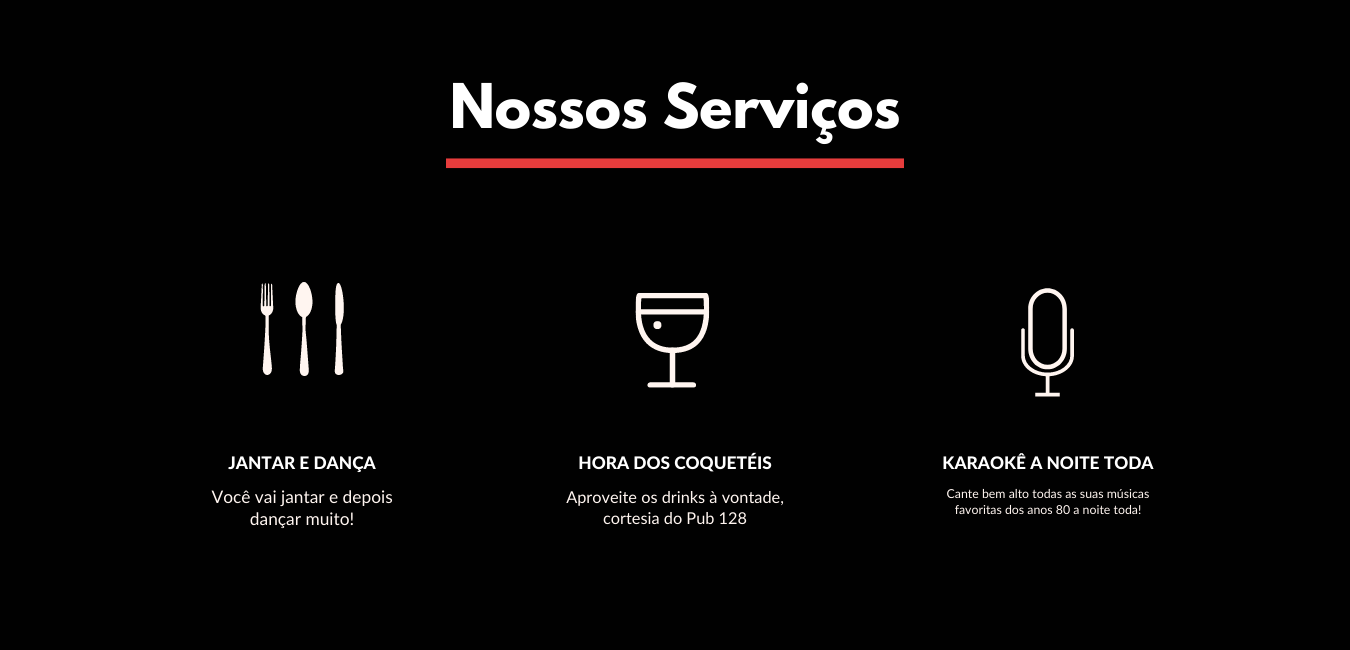 Nossos Serviços
JANTAR E DANÇA
Você vai jantar e depois
dançar muito!
HORA DOS COQUETÉIS
Aproveite os drinks à vontade,
cortesia do Pub 128
KARAOKÊ A NOITE TODA
Cante bem alto todas as suas músicas
favoritas dos anos 80 a noite toda!